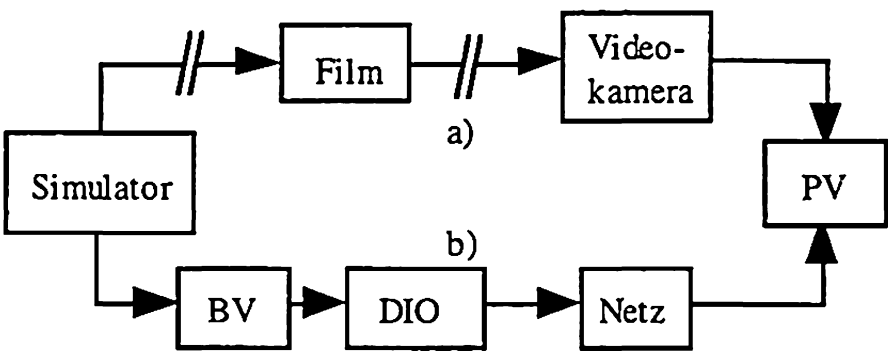 Film
Video-
kamera
a)
Simulator
PV
b)
BV
DIO
Netz